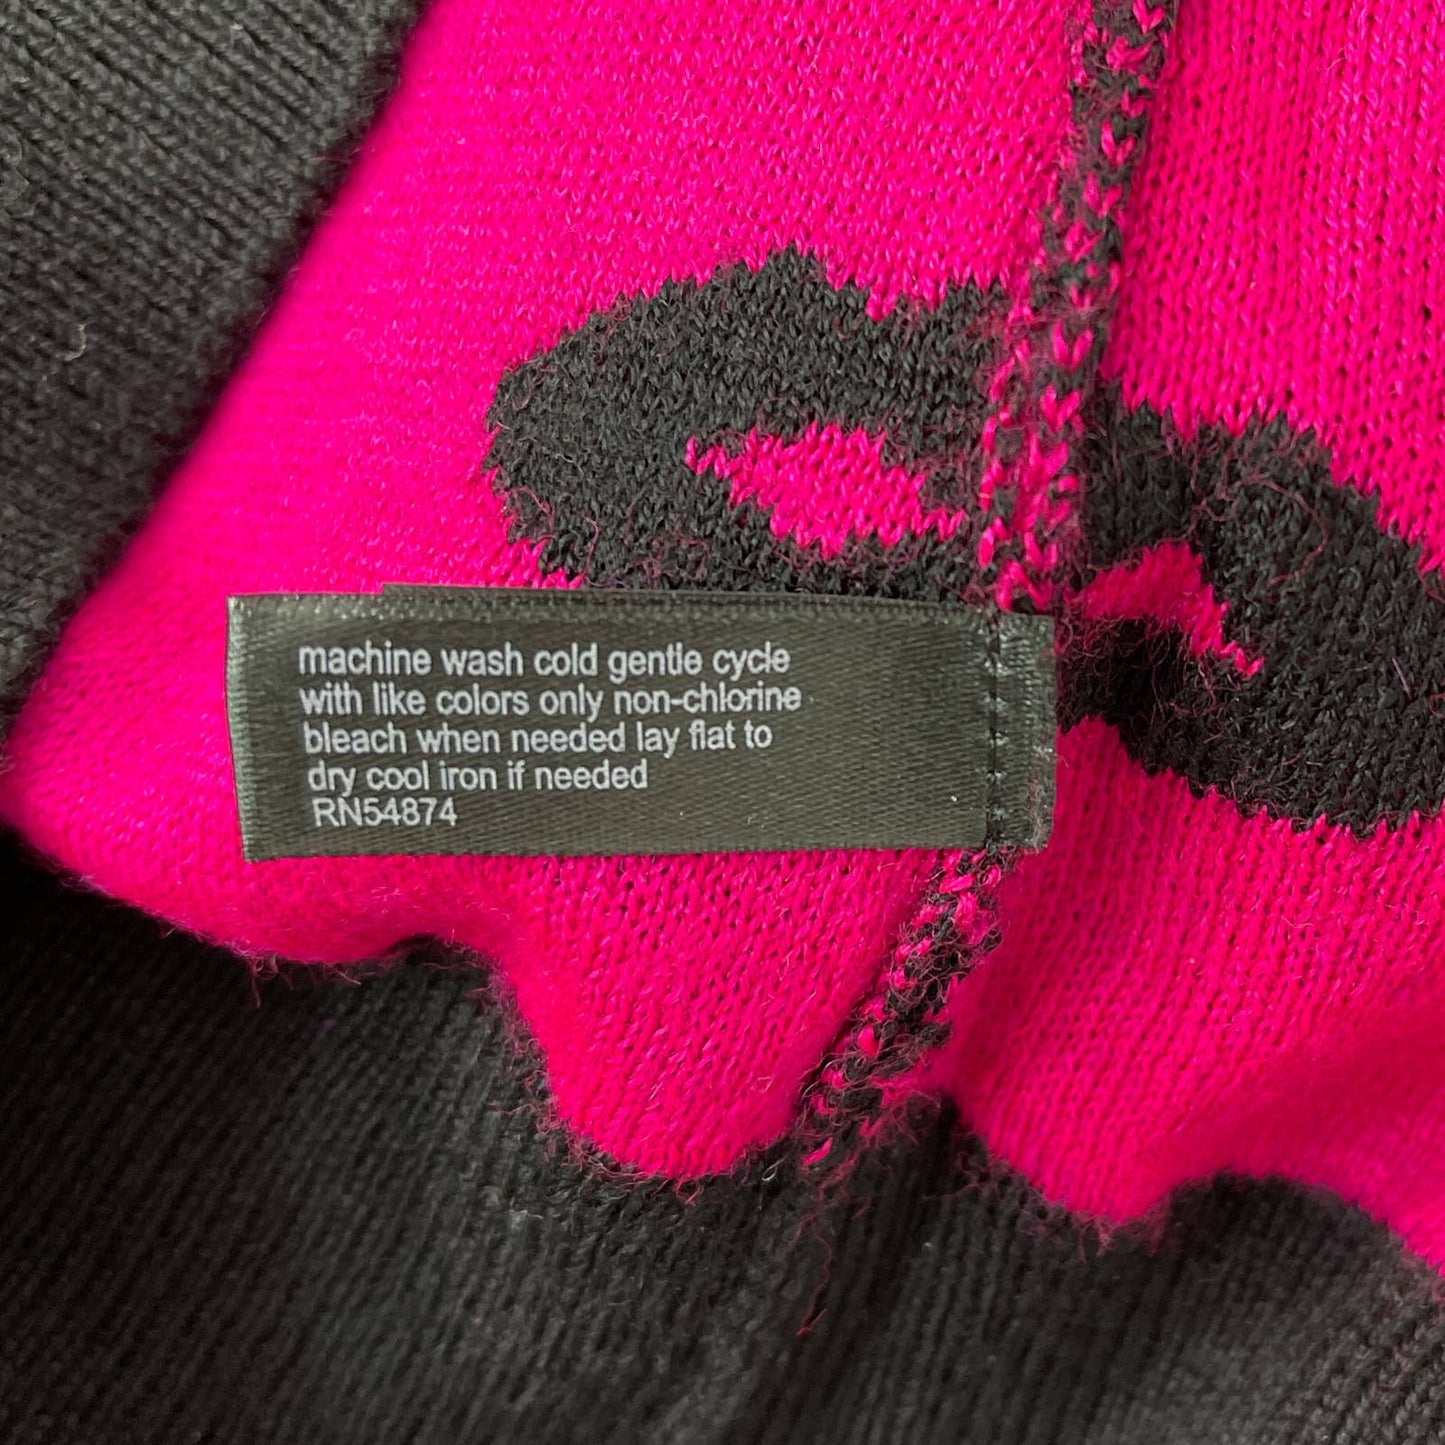 machine wash cold gentle cycle
with like colors only non-chlorine
bleach when needed lay flat to
dry cool iron if needed
RN54874